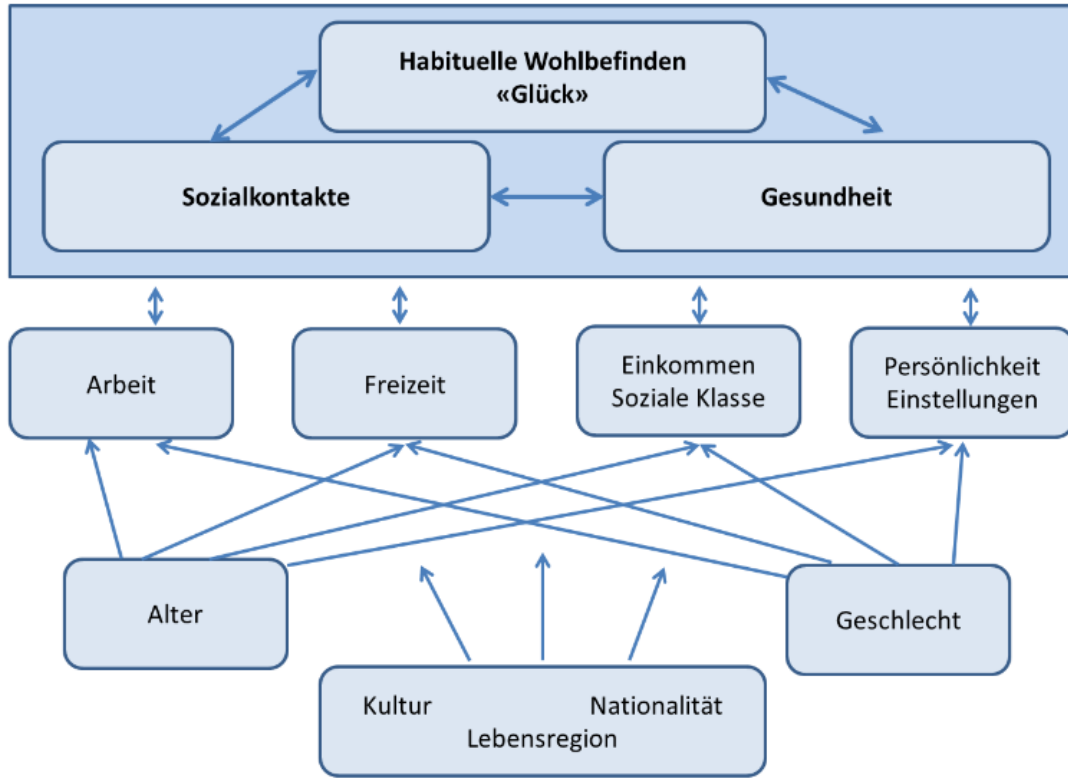 Habituelle Wohlbefinden
«Glück»
Sozialkontakte
Gesundheit
Arbeit
Freizeit
Einkommen
Soziale Klasse
Persönlichkeit
Einstellungen
Alter
Geschlecht
Kultur Nationalität
Lebensregion